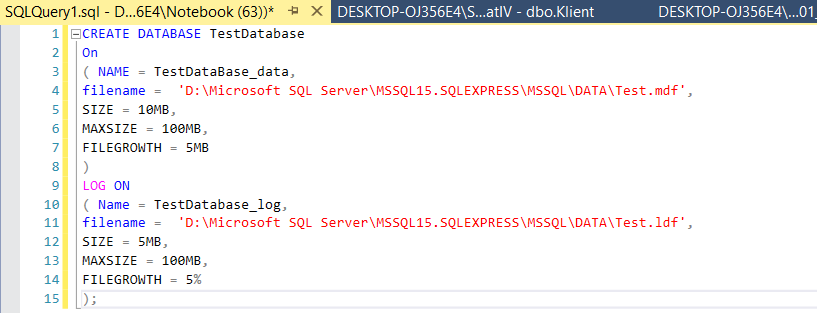 SQLQuery1.sql - D...6E4\Notebook (63))* DESKTOP-OJ356E4\S...atIV - dbo.Klient DESKTOP-OJ356E4\...01_
1 CREATE DATABASE TestDatabase
2 On
3 ( NAME = TestDataBase_data,
4 filename =  'D:\Microsoft SQL Server\MSSQL15.SQLEXPRESS\MSSQL\DATA\Test.mdf',
5 SIZE = 10MB,
6 MAXSIZE = 100MB,
7 FILEGROWTH = 5MB
8 )
9 LOG ON
10 ( Name = TestDatabase_log,
11 filename =  'D:\Microsoft SQL Server\MSSQL15.SQLEXPRESS\MSSQL\DATA\Test.ldf',
12 SIZE = 5MB,
13 MAXSIZE = 100MB,
14 FILEGROWTH = 5%
15 );